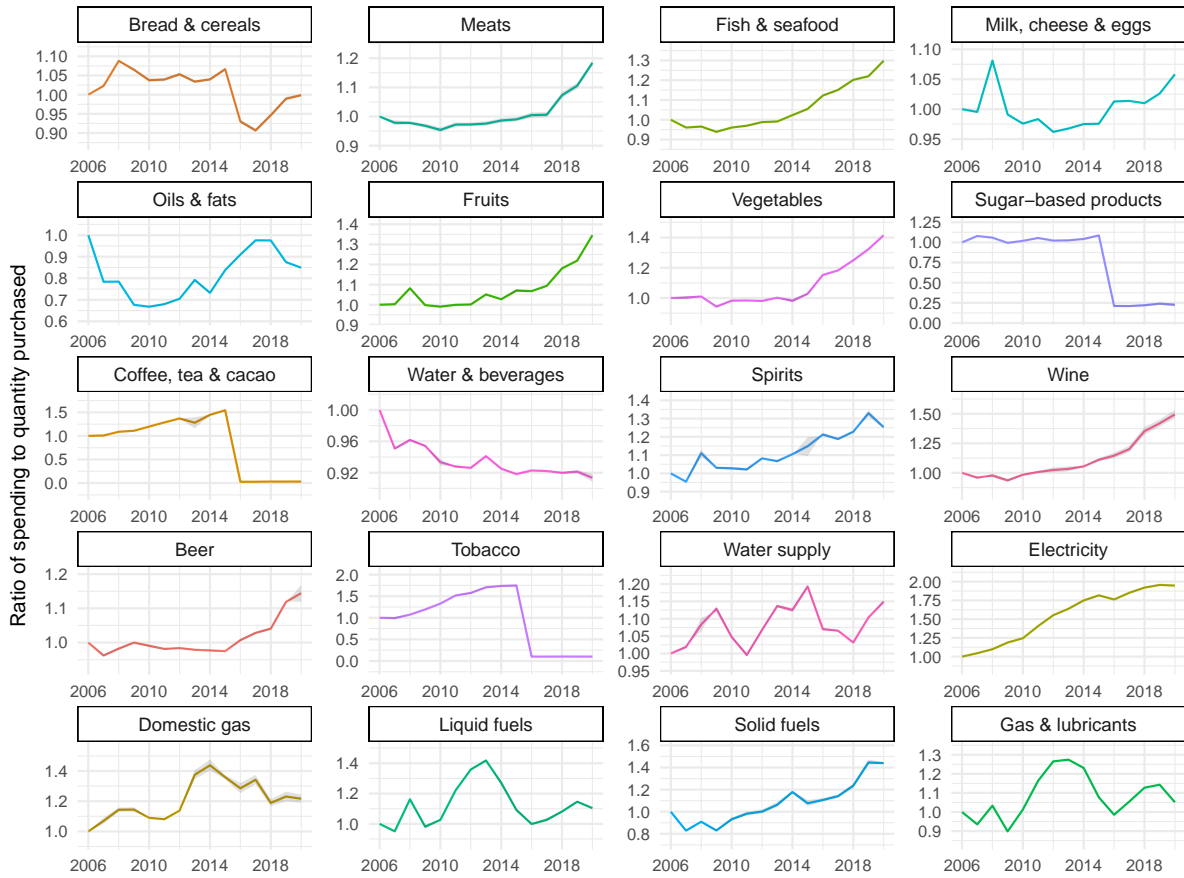 Ratio of spending to quantity purchased
Bread & cereals
1.10
1.05
1.00
0.95
0.90
2006 2010 2014 2018
Meats
1.2
1.1
1.0
0.9
2006 2010 2014 2018
Fish & seafood
1.3
1.2
1.1
1.0
0.9
2006 2010 2014 2018
Milk, cheese & eggs
1.10
1.05
1.00
0.95
2006 2010 2014 2018
Oils & fats
1.0
0.9
0.8
0.7
0.6
2006 2010 2014 2018
Fruits
1.4
1.3
1.2
1.1
1.0
0.9
2006 2010 2014 2018
Vegetables
1.4
1.2
1.0
2006 2010 2014 2018
Sugar−based products
1.25
1.00
0.75
0.50
0.25
0.00
2006 2010 2014 2018
Coffee, tea & cacao
1.5
1.0
0.5
0.0
2006 2010 2014 2018
Water & beverages
1.00
0.96
0.92
2006 2010 2014 2018
Spirits
1.4
1.3
1.2
1.1
1.0
0.9
2006 2010 2014 2018
Wine
1.50
1.25
1.00
2006 2010 2014 2018
Beer
1.2
1.1
1.0
2006 2010 2014 2018
Tobacco
2.0
1.5
1.0
0.5
0.0
2006 2010 2014 2018
Water supply
1.20
1.15
1.10
1.05
1.00
0.95
2006 2010 2014 2018
Electricity
2.00
1.75
1.50
1.25
1.00
2006 2010 2014 2018
Domestic gas
1.4
1.2
1.0
2006 2010 2014 2018
Liquid fuels
1.4
1.2
1.0
2006 2010 2014 2018
Solid fuels
1.6
1.4
1.2
1.0
0.8
2006 2010 2014 2018
Gas & lubricants
1.3
1.2
1.1
1.0
0.9
2006 2010 2014 2018